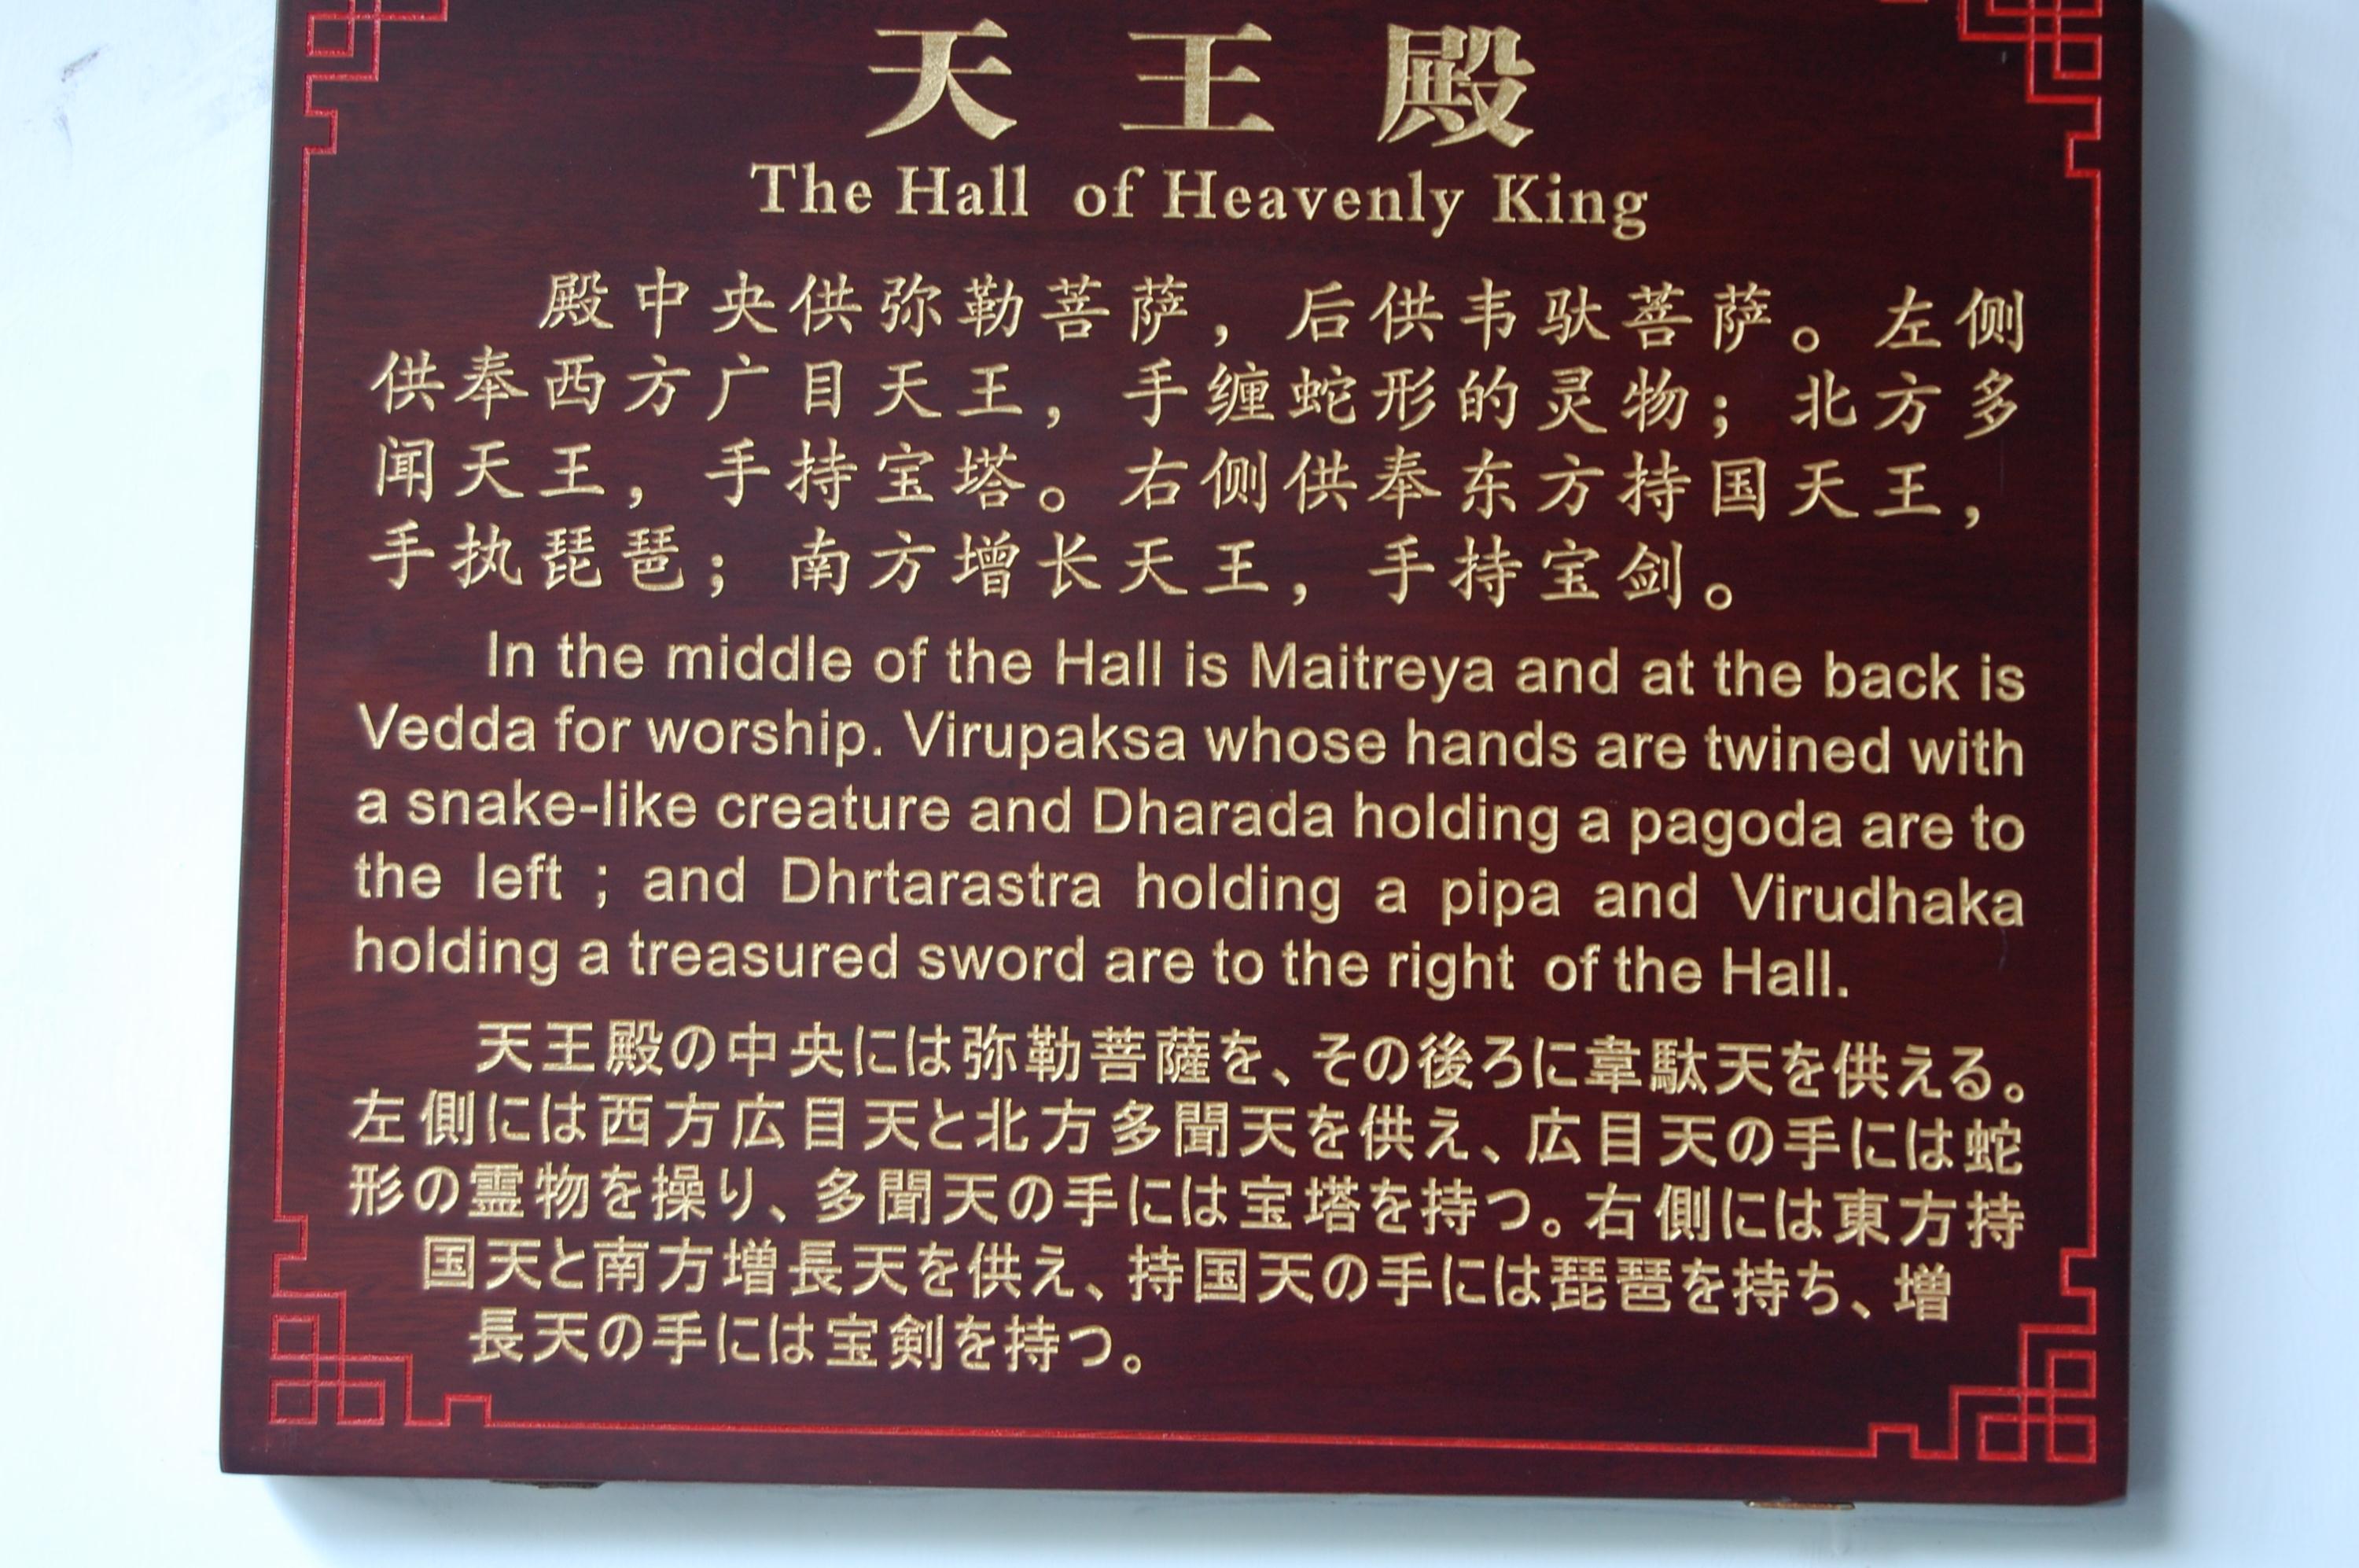 天王殿
The Hall of Heavenly King
殿中央供弥勒菩萨，后供韦驮菩萨。左侧
供奉西方广目天王，手缠蛇形的灵物；北方多
闻天王，手持宝塔。右侧供奉东方持国天王，
手执琵琶；南方增长天王，手持宝剑。
In the middle of the Hall is Maitreya and at the back is
Vedda for worship. Virupaksa whose hands are twined with
a snake-like creature and Dharada holding a pagoda are to
the left ; and Dhrtarastra holding a pipa and Virudhaka
holding a treasured sword are to the right of the Hall.
天王殿の中央には弥勒菩薩を、その後ろに韋駄天を供える。
左側には西方広目天と北方多聞天を供え、広目天の手には蛇
形の霊物を操り、多聞天の手には宝塔を持つ。右側には東方持
国天と南方増長天を供え、持国天の手には琵琶を持ち、増
長天の手には宝剣を持つ。